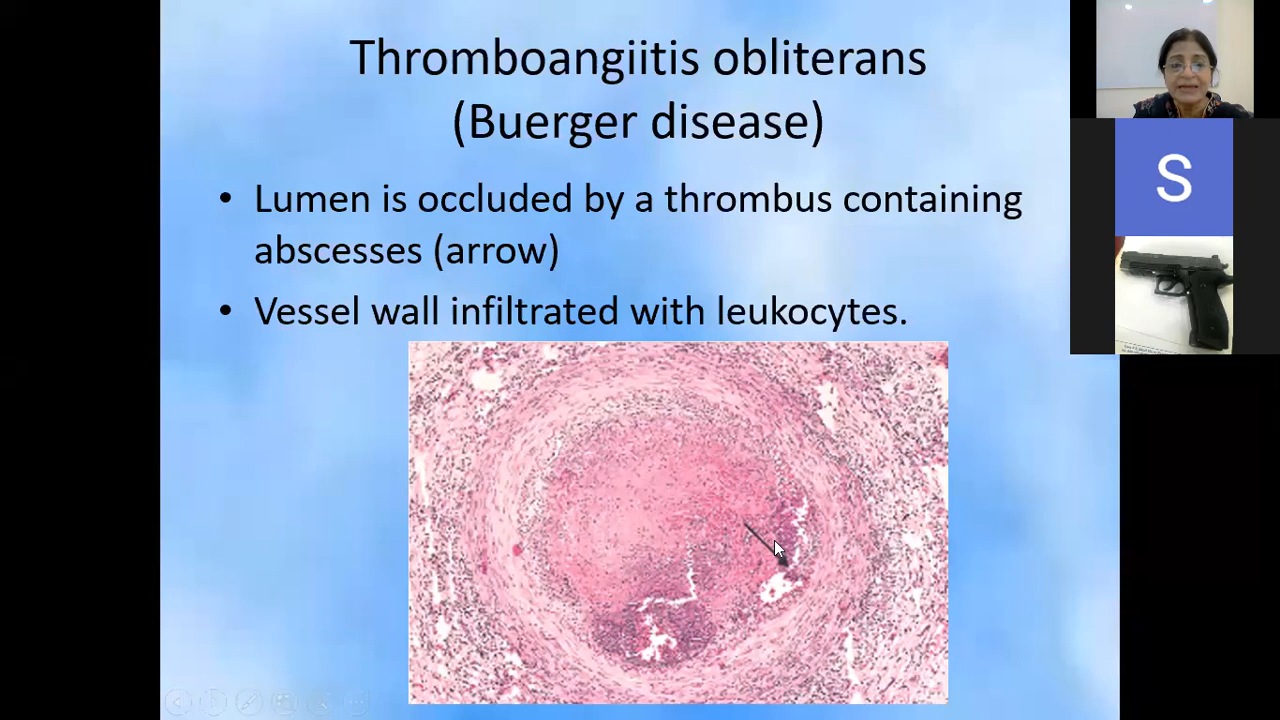 Thromboangiitis obliterans
(Buerger disease)
• Lumen is occluded by a thrombus containing
abscesses (arrow)
• Vessel wall infiltrated with leukocytes.
S